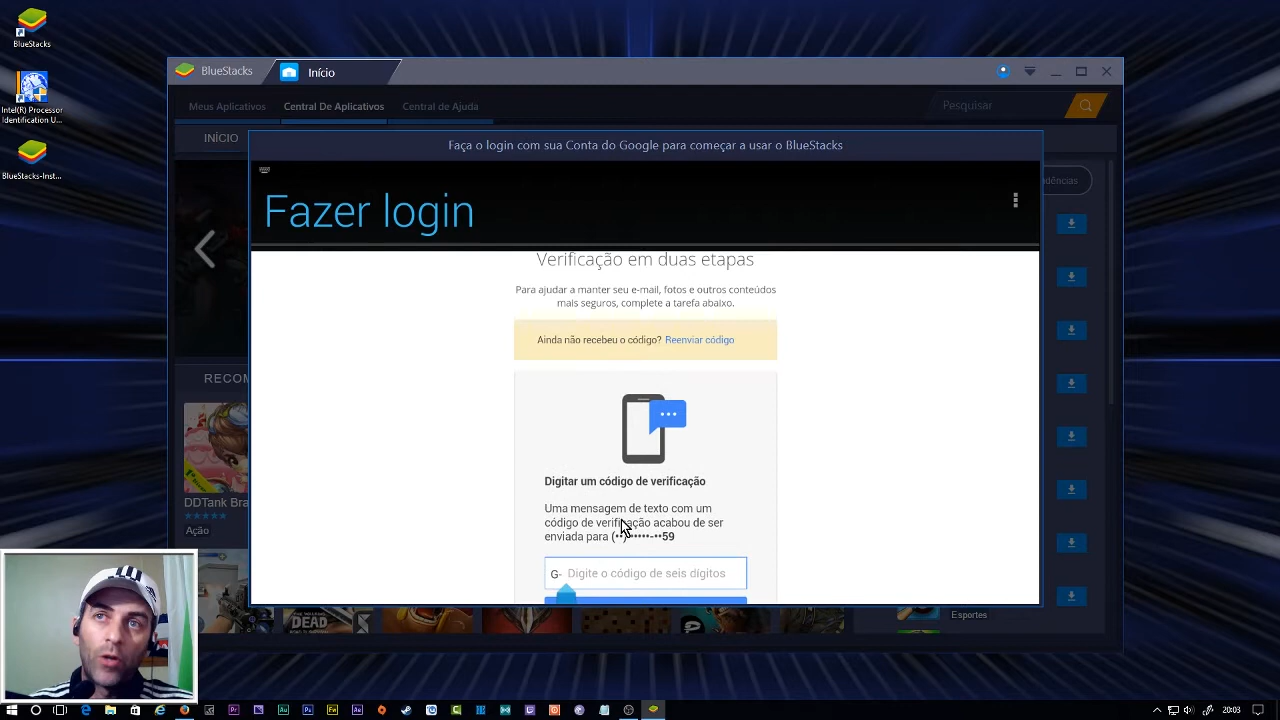 BlueStacks
Intel(R) Processor
Identification U...
BlueStacks-Inst...
BlueStacks
Início
Meus Aplicativos
Central De Aplicativos
Central de Ajuda
Pesquisar
INÍCIO
Faça o login com sua Conta do Google para começar a usar o BlueStacks
Fazer login
Verificação em duas etapas
Para ajudar a manter seu e-mail, fotos e outros conteúdos
mais seguros, complete a tarefa abaixo.
Ainda não recebeu o código? Reenviar código
Digitar um código de verificação
Uma mensagem de texto com um
código de verificação acabou de ser
enviada para (••)•••••-••59
G- Digite o código de seis dígitos
RECOM
DDTank Bra
Ação
DEAD
Esportes
20:03